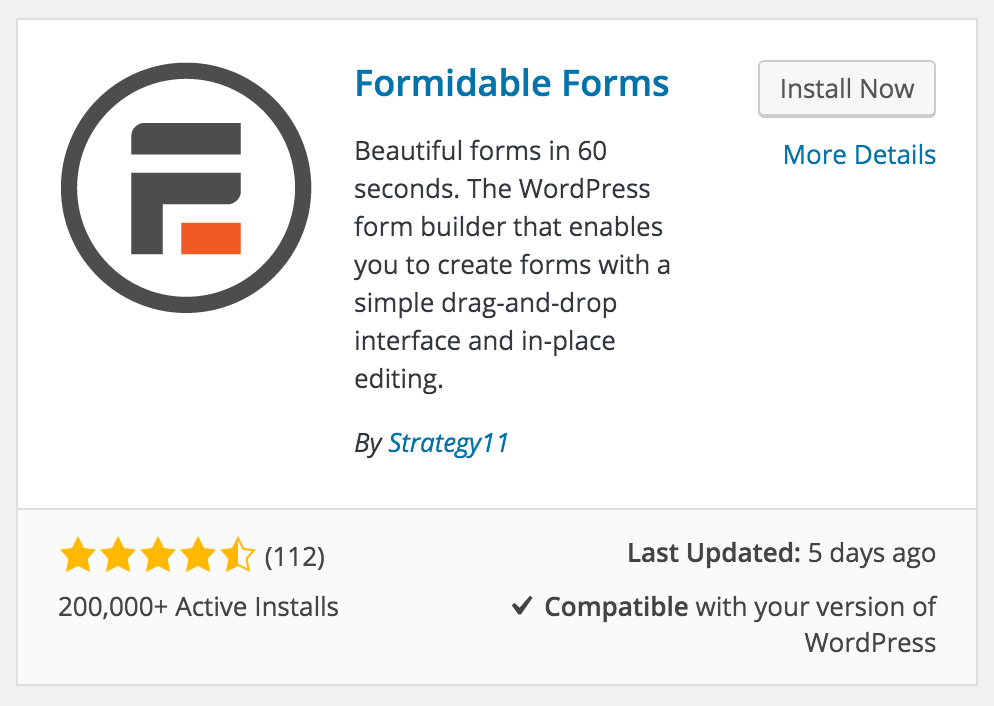 Formidable Forms
Install Now
More Details
Beautiful forms in 60
seconds. The WordPress
form builder that enables
you to create forms with a
simple drag-and-drop
interface and in-place
editing.
By Strategy11
(112)
200,000+ Active Installs
Last Updated: 5 days ago
Compatible with your version of
WordPress